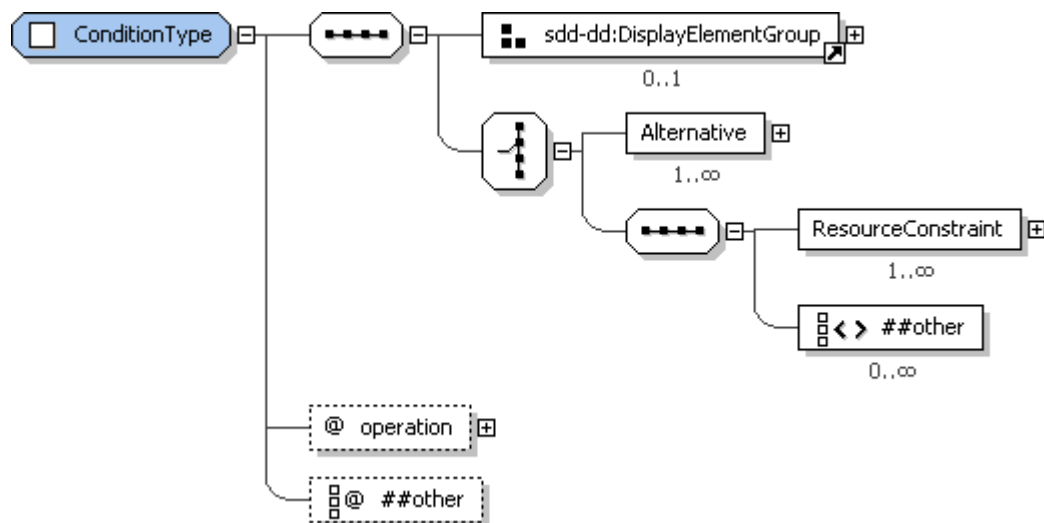 ConditionType
sdd-dd:DisplayElementGroup
0..1
Alternative
1..∞
ResourceConstraint
1..∞
##other
0..∞
@ operation
@ ##other